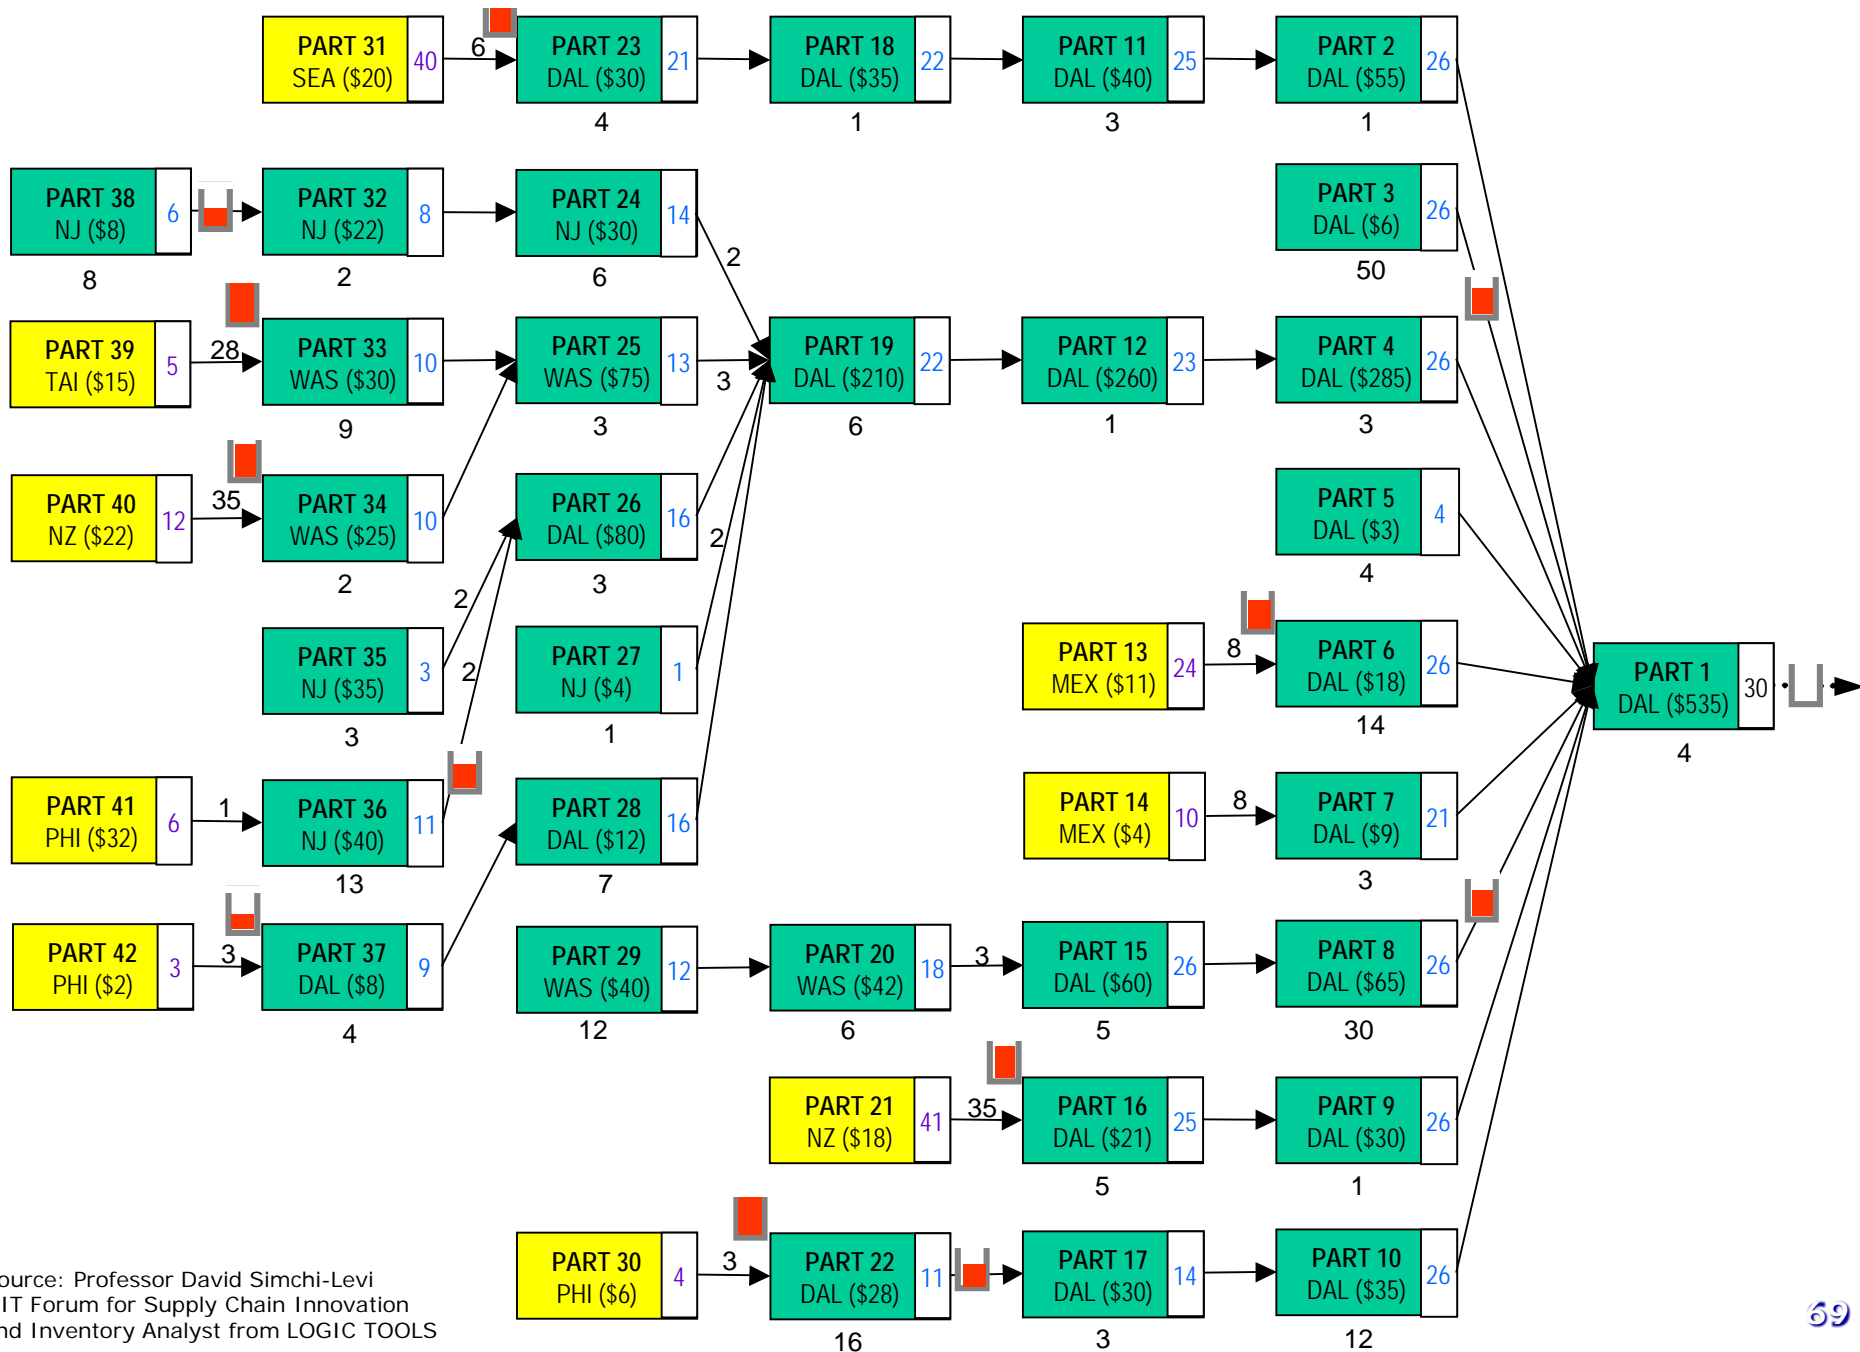 PART 31
SEA ($20)
40
6
PART 23
DAL ($30)
21
4
PART 18
DAL ($35)
22
1
PART 11
DAL ($40)
25
3
PART 2
DAL ($55)
26
1
PART 38
NJ ($8)
6
8
PART 32
NJ ($22)
8
2
PART 24
NJ ($30)
14
6
2
PART 3
DAL ($6)
26
50
PART 39
TAI ($15)
5
28
PART 33
WAS ($30)
10
9
PART 25
WAS ($75)
13
3
3
PART 19
DAL ($210)
22
6
PART 12
DAL ($260)
23
1
PART 4
DAL ($285)
26
3
PART 40
NZ ($22)
12
35
PART 34
WAS ($25)
10
2
PART 26
DAL ($80)
16
3
2
PART 5
DAL ($3)
4
4
PART 35
NJ ($35)
3
3
2
2
PART 27
NJ ($4)
1
1
PART 13
MEX ($11)
24
8
PART 6
DAL ($18)
26
14
PART 1
DAL ($535)
30
4
PART 41
PHI ($32)
6
1
PART 36
NJ ($40)
11
13
PART 28
DAL ($12)
16
7
PART 14
MEX ($4)
10
8
PART 7
DAL ($9)
21
3
PART 42
PHI ($2)
3
3
PART 37
DAL ($8)
9
4
PART 29
WAS ($40)
12
12
PART 20
WAS ($42)
18
6
3
PART 15
DAL ($60)
26
5
PART 8
DAL ($65)
26
30
PART 21
NZ ($18)
41
35
PART 16
DAL ($21)
25
5
PART 9
DAL ($30)
26
1
PART 30
PHI ($6)
4
3
PART 22
DAL ($28)
11
16
PART 17
DAL ($30)
14
3
PART 10
DAL ($35)
26
12
ource: Professor David Simchi-Levi
IT Forum for Supply Chain Innovation
nd Inventory Analyst from LOGIC TOOLS
69